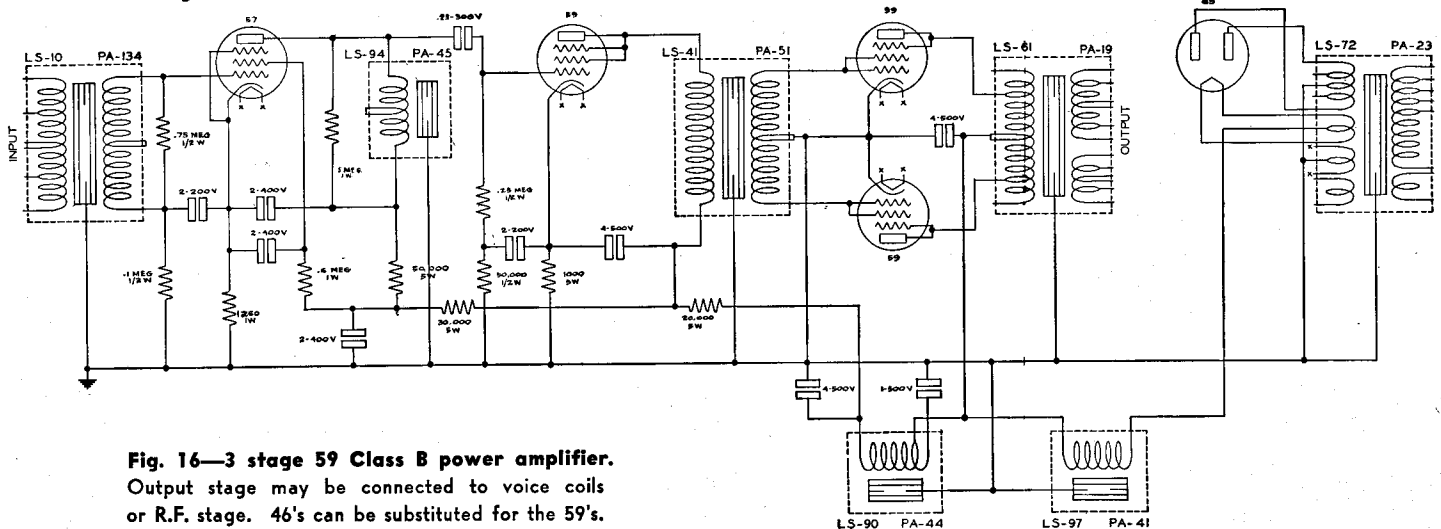 57
.25-300V
59
59
83
LS-10 PA-134
LS-94 PA-45
LS-41 PA-51
LS-61 PA-19
LS-72 PA-23
INPUT
OUTPUT
.75 MEG
1/2 W
2-200V
2-400V
2-400V
.1 MEG
1W
.25 MEG
1/2 W
2-200V
4-500V
4-500V
59
.1 MEG
1/2 W
1250
1W
.6 MEG
1W
50,000
5W
50,000
1/2W
1000
5W
2-400V
30,000
5W
20,000
5W
4-500V
1-500V
x x
x x
x x
x
x
LS-90 PA-44
LS-97 PA-41
Fig. 16—3 stage 59 Class B power amplifier.
Output stage may be connected to voice coils
or R.F. stage. 46's can be substituted for the 59's.